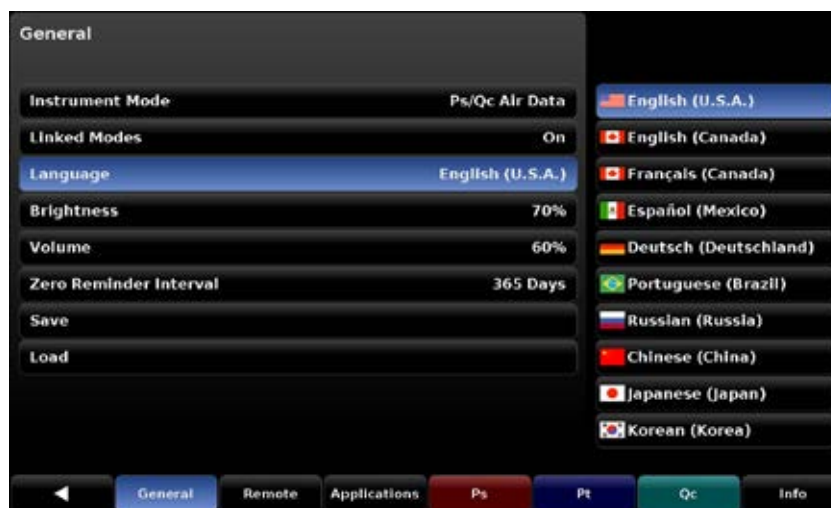 General
Instrument Mode Ps/Qc Air Data
Linked Modes On
Language English (U.S.A.)
Brightness 70%
Volume 60%
Zero Reminder Interval 365 Days
Save
Load
English (U.S.A.)
English (Canada)
Français (Canada)
Español (Mexico)
Deutsch (Deutschland)
Portuguese (Brazil)
Russian (Russia)
Chinese (China)
Japanese (Japan)
Korean (Korea)
General Remote Applications Ps Pt Qc Info